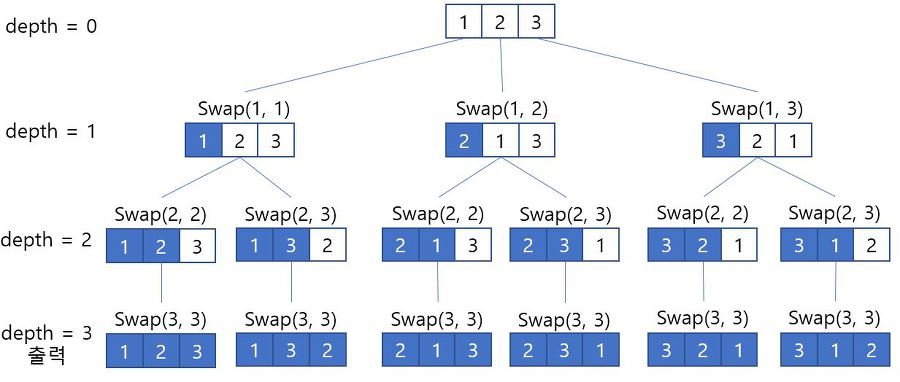 depth = 0
1 2 3
Swap(1, 1) Swap(1, 2) Swap(1, 3)
depth = 1
1 2 3 2 1 3 3 2 1
Swap(2, 2) Swap(2, 3) Swap(2, 2) Swap(2, 3) Swap(2, 2) Swap(2, 3)
depth = 2
1 2 3 1 3 2 2 1 3 2 3 1 3 2 1 3 1 2
Swap(3, 3) Swap(3, 3) Swap(3, 3) Swap(3, 3) Swap(3, 3) Swap(3, 3)
depth = 3
출력
1 2 3 1 3 2 2 1 3 2 3 1 3 2 1 3 1 2